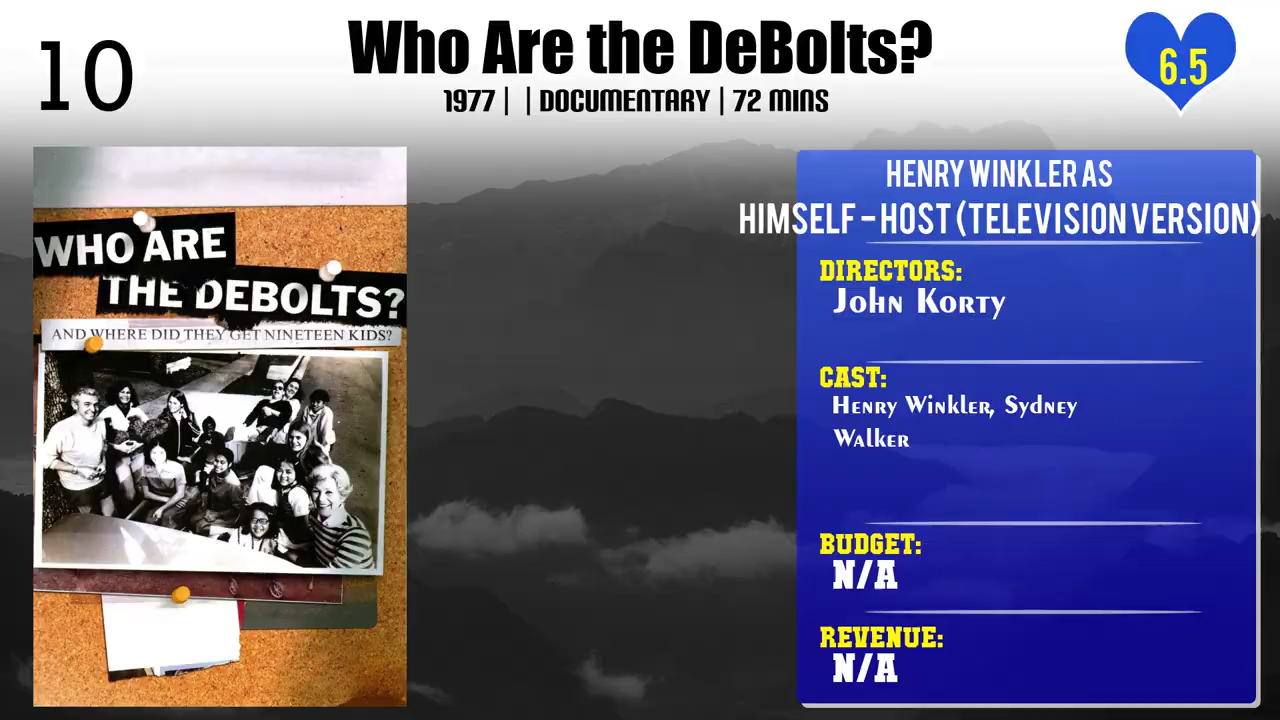 10
Who Are the DeBolts?
1977 | | DOCUMENTARY | 72 MINS
6.5
WHO ARE
THE DEBOLTS?
AND WHERE DID THEY GET NINETEEN KIDS?
HENRY WINKLER AS
HIMSELF - HOST (TELEVISION VERSION)
DIRECTORS:
John Korty
CAST:
Henry Winkler, Sydney
Walker
BUDGET:
N/A
REVENUE:
N/A